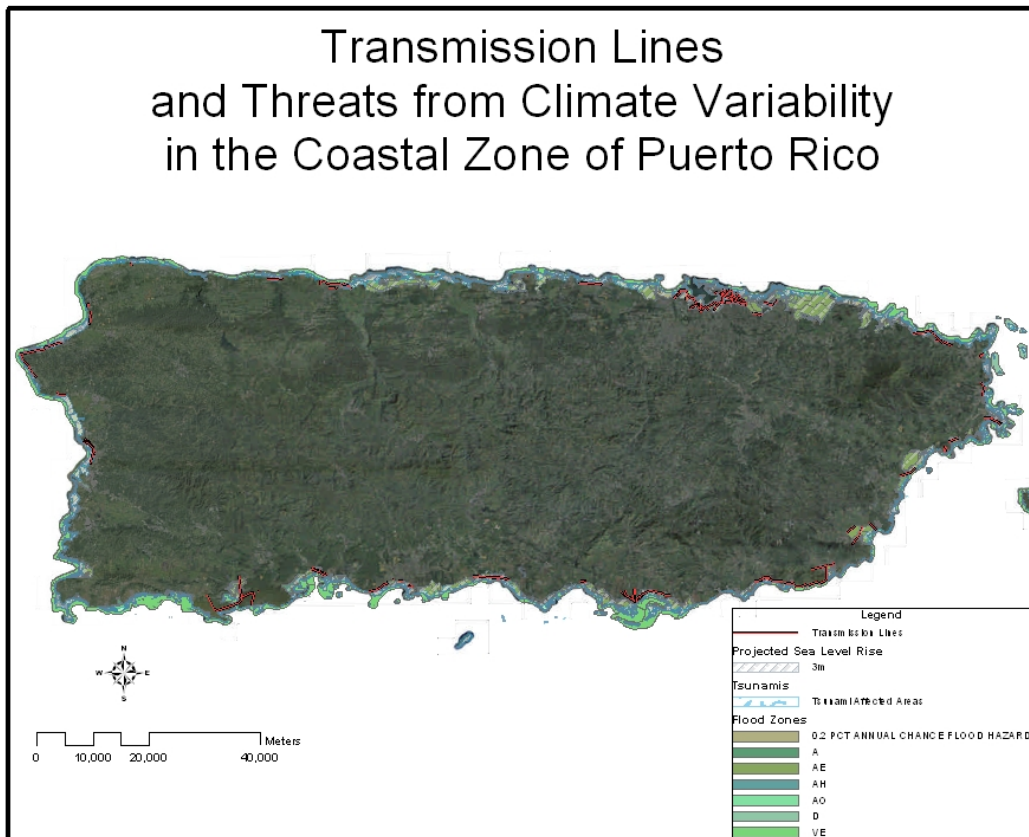 Transmission Lines
and Threats from Climate Variability
in the Coastal Zone of Puerto Rico
N
W E
S
Meters
0 10,000 20,000 40,000
Legend
Transmission Lines
Projected Sea Level Rise
3m
Tsunamis
Tsunami Affected Areas
Flood Zones
0.2 PCT ANNUAL CHANCE FLOOD HAZARD
A
AE
AH
AO
D
VE